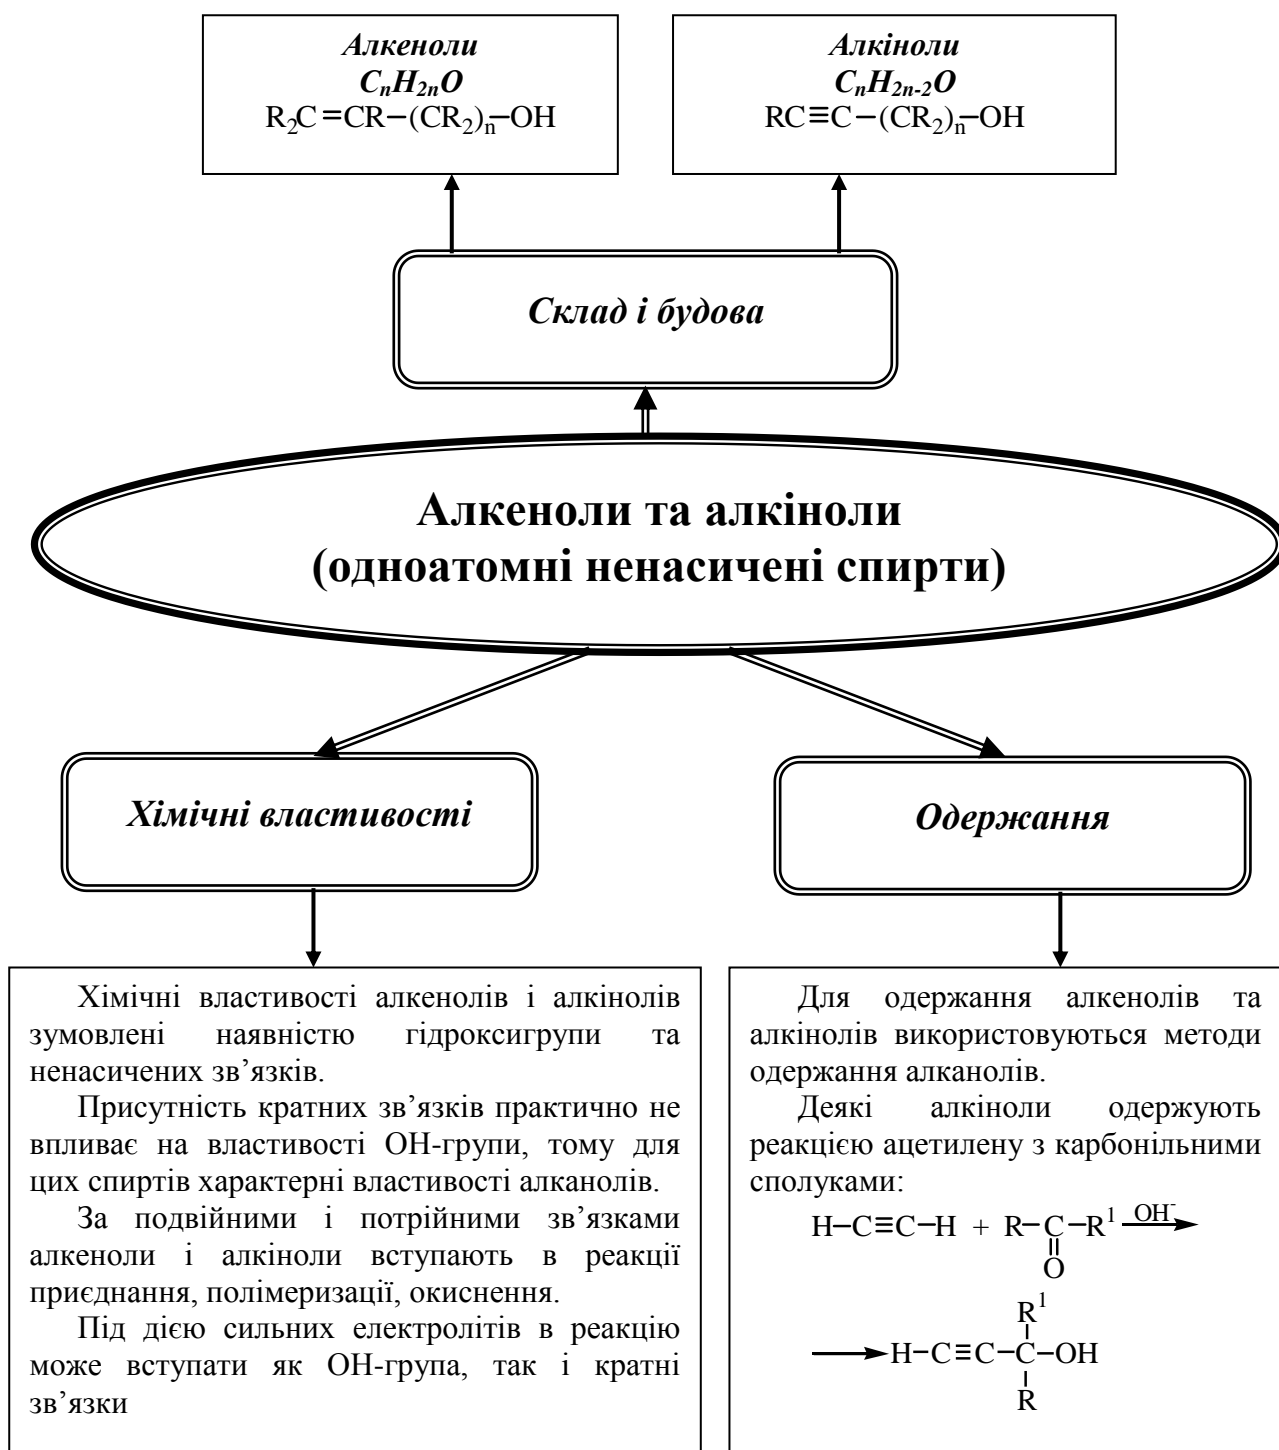 Алкеноли
CnH2nO
R2C=CR−(CR2)n−OH
Алкіноли
CnH2n-2O
RC≡C−(CR2)n−OH
Склад і будова
Алкеноли та алкіноли
(одноатомні ненасичені спирти)
Хімічні властивості
Одержання
Хімічні властивості алкенолів і алкінолів
зумовлені наявністю гідроксигрупи та
ненасичених зв’язків.
Присутність кратних зв’язків практично не
впливає на властивості ОН-групи, тому для
цих спиртів характерні властивості алканолів.
За подвійними і потрійними зв’язками
алкеноли і алкіноли вступають в реакції
приєднання, полімеризації, окиснення.
Під дією сильних електролітів в реакцію
може вступати як ОН-група, так і кратні
зв’язки
Для одержання алкенолів та
алкінолів використовуються методи
одержання алканолів.
Деякі алкіноли одержують
реакцією ацетилену з карбонільними
сполуками:
H−C≡C−H + R−C−R1 OH-
O
R1
H−C≡C−C−OH
R